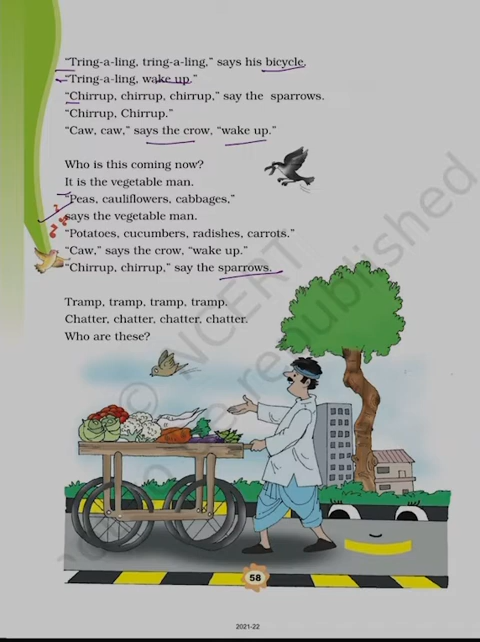 “Tring-a-ling, tring-a-ling,” says his bicycle.
“Tring-a-ling, wake up.”
“Chirrup, chirrup, chirrup,” say the sparrows.
“Chirrup, Chirrup.”
“Caw, caw,” says the crow, “wake up.”
Who is this coming now?
It is the vegetable man.
“Peas, cauliflowers, cabbages,”
says the vegetable man.
“Potatoes, cucumbers, radishes, carrots.”
“Caw,” says the crow, “wake up.”
“Chirrup, chirrup,” say the sparrows.
Tramp, tramp, tramp, tramp.
Chatter, chatter, chatter, chatter.
Who are these?
© NCERT
republished
58
2021-22